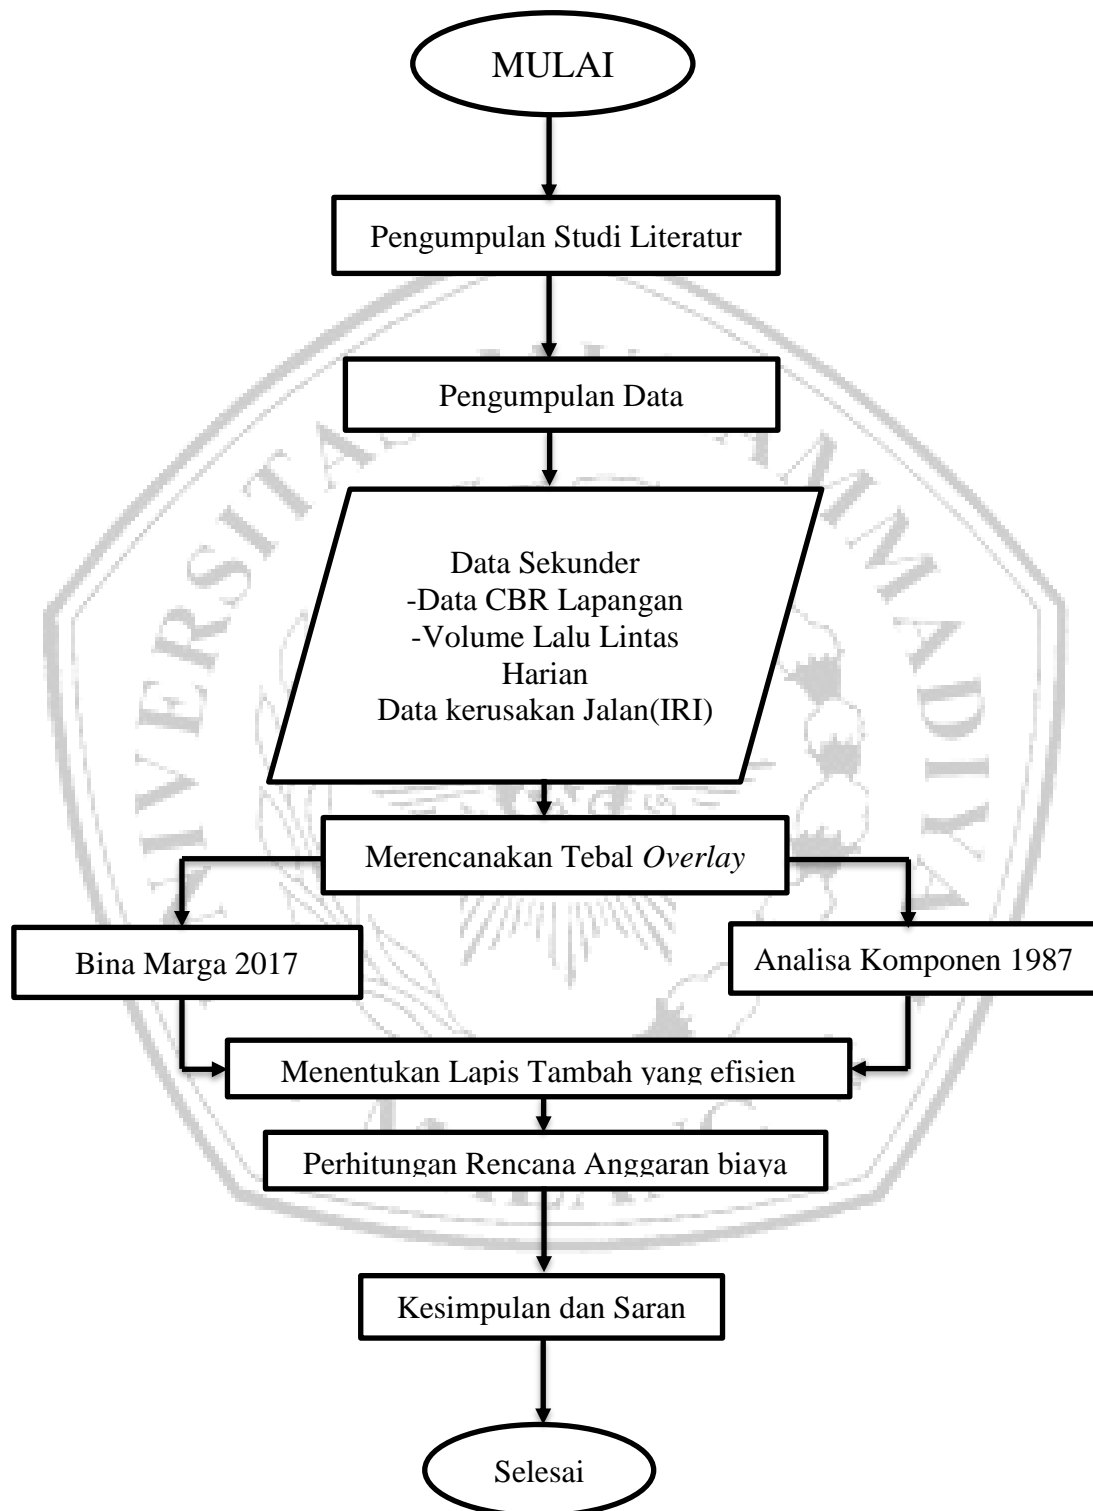 MULAI
Pengumpulan Studi Literatur
Pengumpulan Data
Data Sekunder
-Data CBR Lapangan
-Volume Lalu Lintas
Harian
Data kerusakan Jalan(IRI)
Merencanakan Tebal Overlay
Bina Marga 2017
Analisa Komponen 1987
Menentukan Lapis Tambah yang efisien
Perhitungan Rencana Anggaran biaya
Kesimpulan dan Saran
Selesai